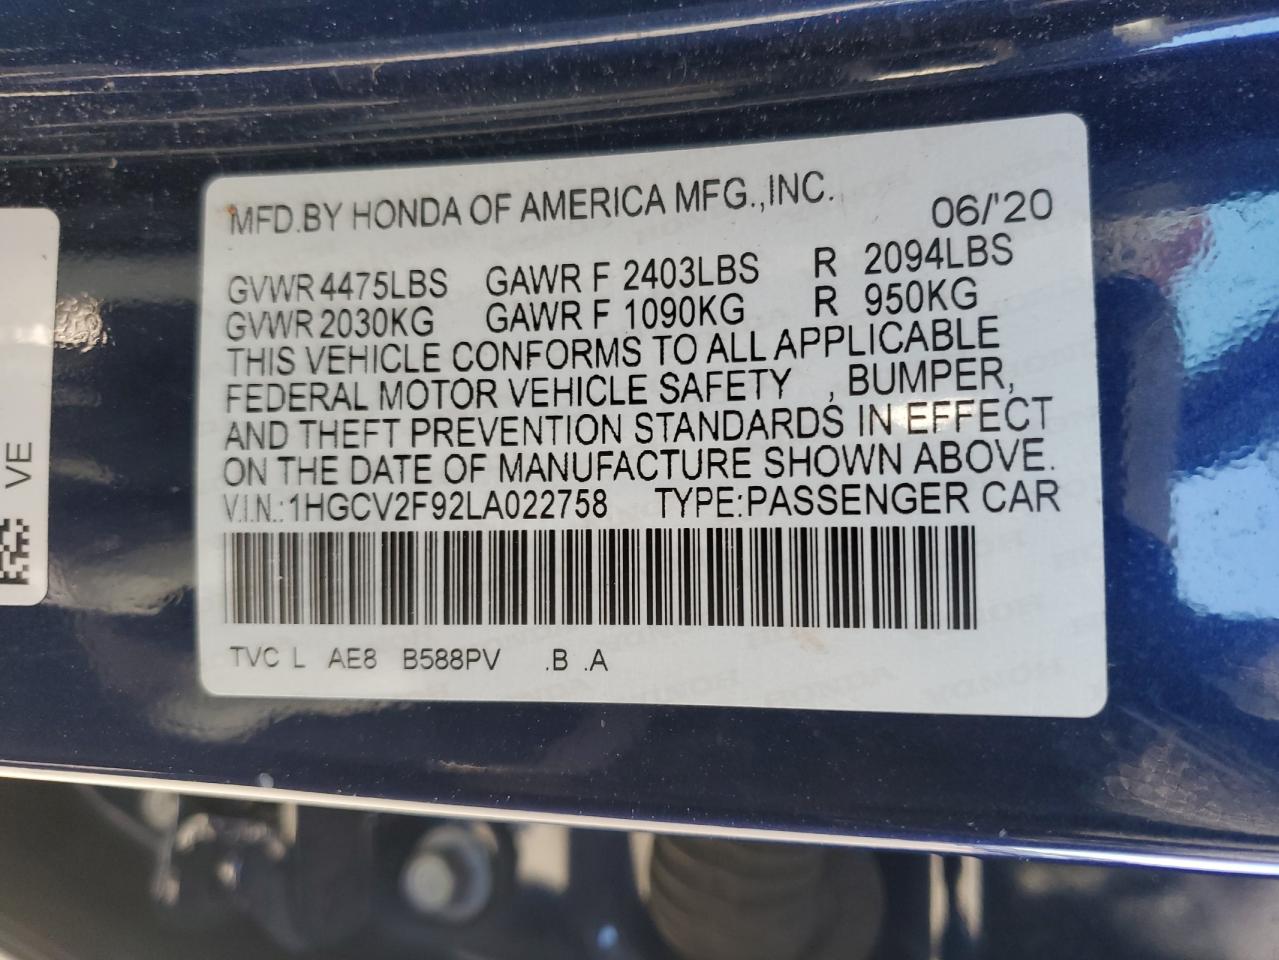 MFD.BY HONDA OF AMERICA MFG.,INC. 06/'20
GVWR 4475LBS GAWR F 2403LBS R 2094LBS
GVWR 2030KG GAWR F 1090KG R 950KG
THIS VEHICLE CONFORMS TO ALL APPLICABLE
FEDERAL MOTOR VEHICLE SAFETY , BUMPER,
AND THEFT PREVENTION STANDARDS IN EFFECT
ON THE DATE OF MANUFACTURE SHOWN ABOVE.
V.I.N.:1HGCV2F92LA022758 TYPE:PASSENGER CAR
TVC L AE8 B588PV .B .A
VE